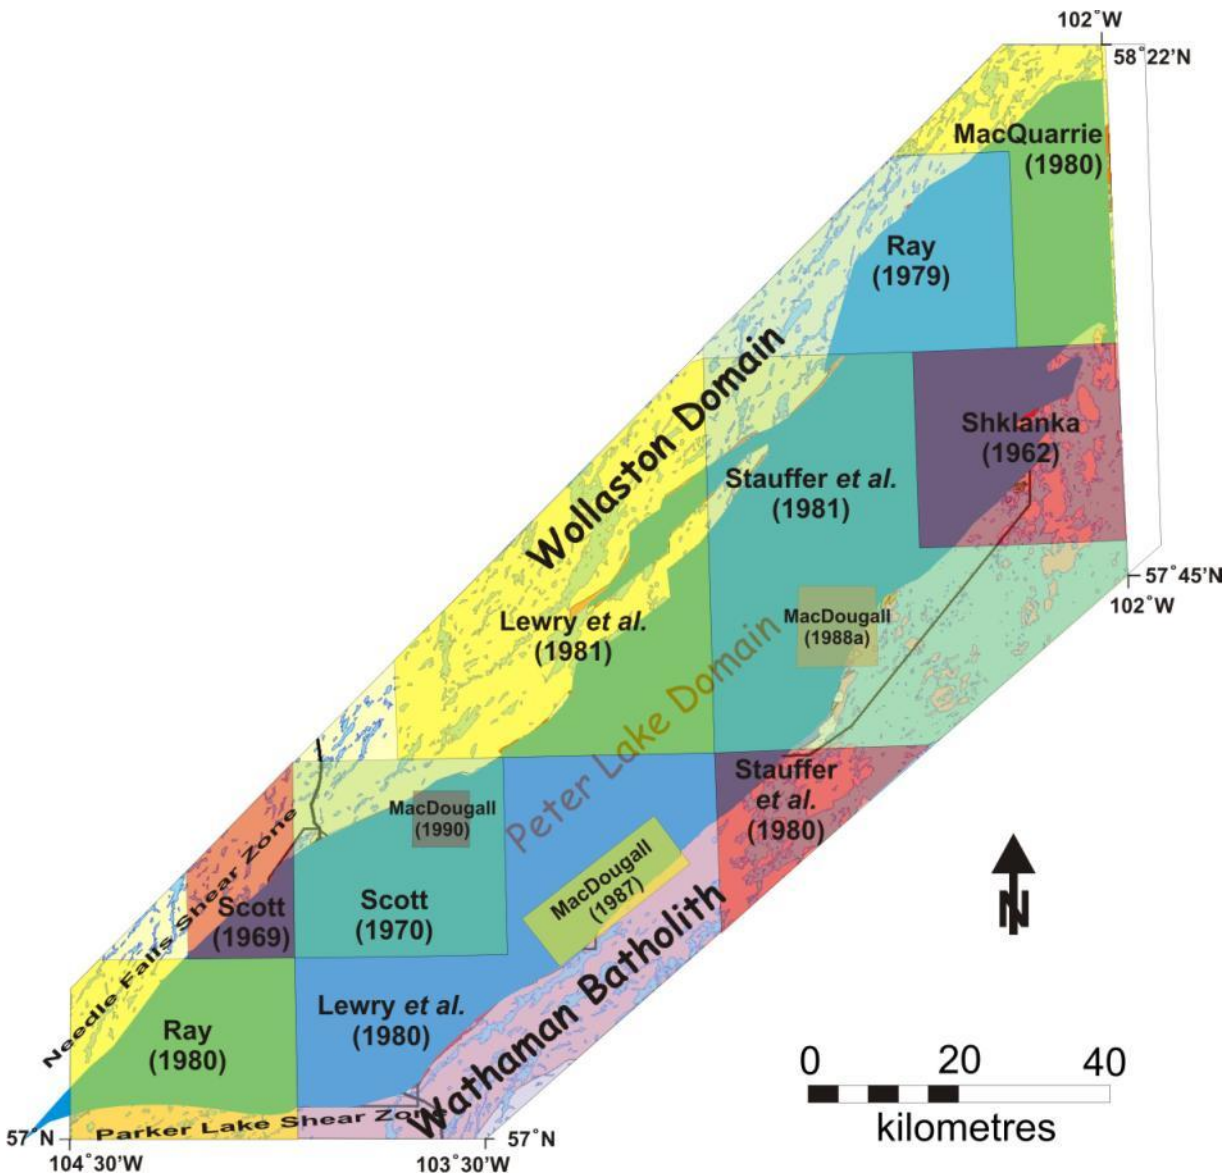 102°W
58°22'N
MacQuarrie
(1980)
Ray
(1979)
Wollaston Domain
Shklanka
(1962)
Stauffer et al.
(1981)
57°45'N
102°W
MacDougall
(1988a)
Lewry et al.
(1981)
Peter Lake Domain
Stauffer
et al.
(1980)
MacDougall
(1990)
Needle Falls Shear Zone
MacDougall
(1987)
Scott
(1969)
Scott
(1970)
Wathaman Batholith
N
Lewry et al.
(1980)
Ray
(1980)
0 20 40
kilometres
Parker Lake Shear Zone
57°N
57°N
104°30'W
103°30'W